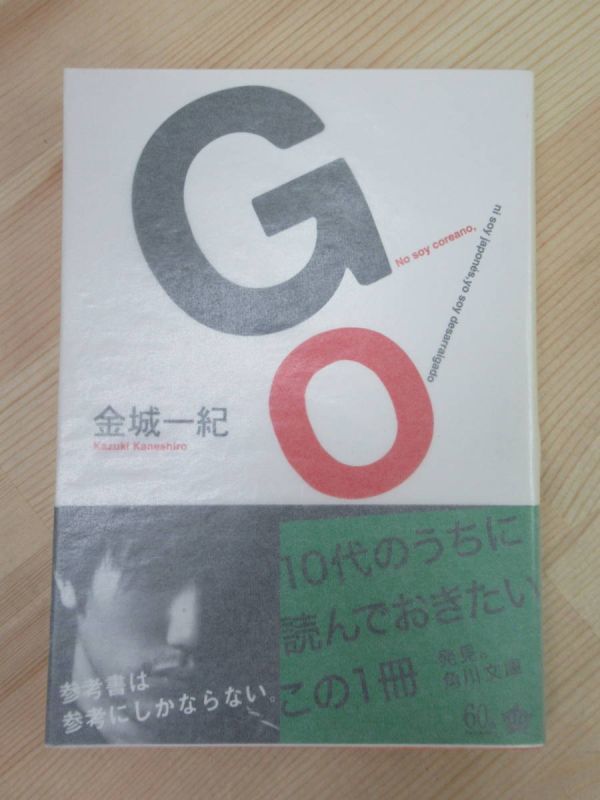 Go
No soy coreano,
ni soy japonés,yo soy desarraigado
金城一紀
Kazuki Kaneshiro
10代のうちに
読んでおきたい
この1冊
発見。
角川文庫
参考書は
参考にしかならない。
60